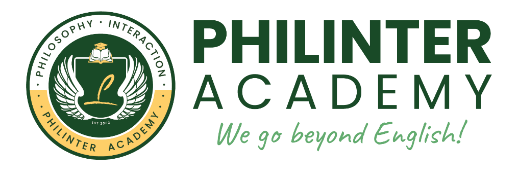 PHILOSOPHY · INTERACTION
PHILINTER ACADEMY
PHILINTER
ACADEMY
We go beyond English!